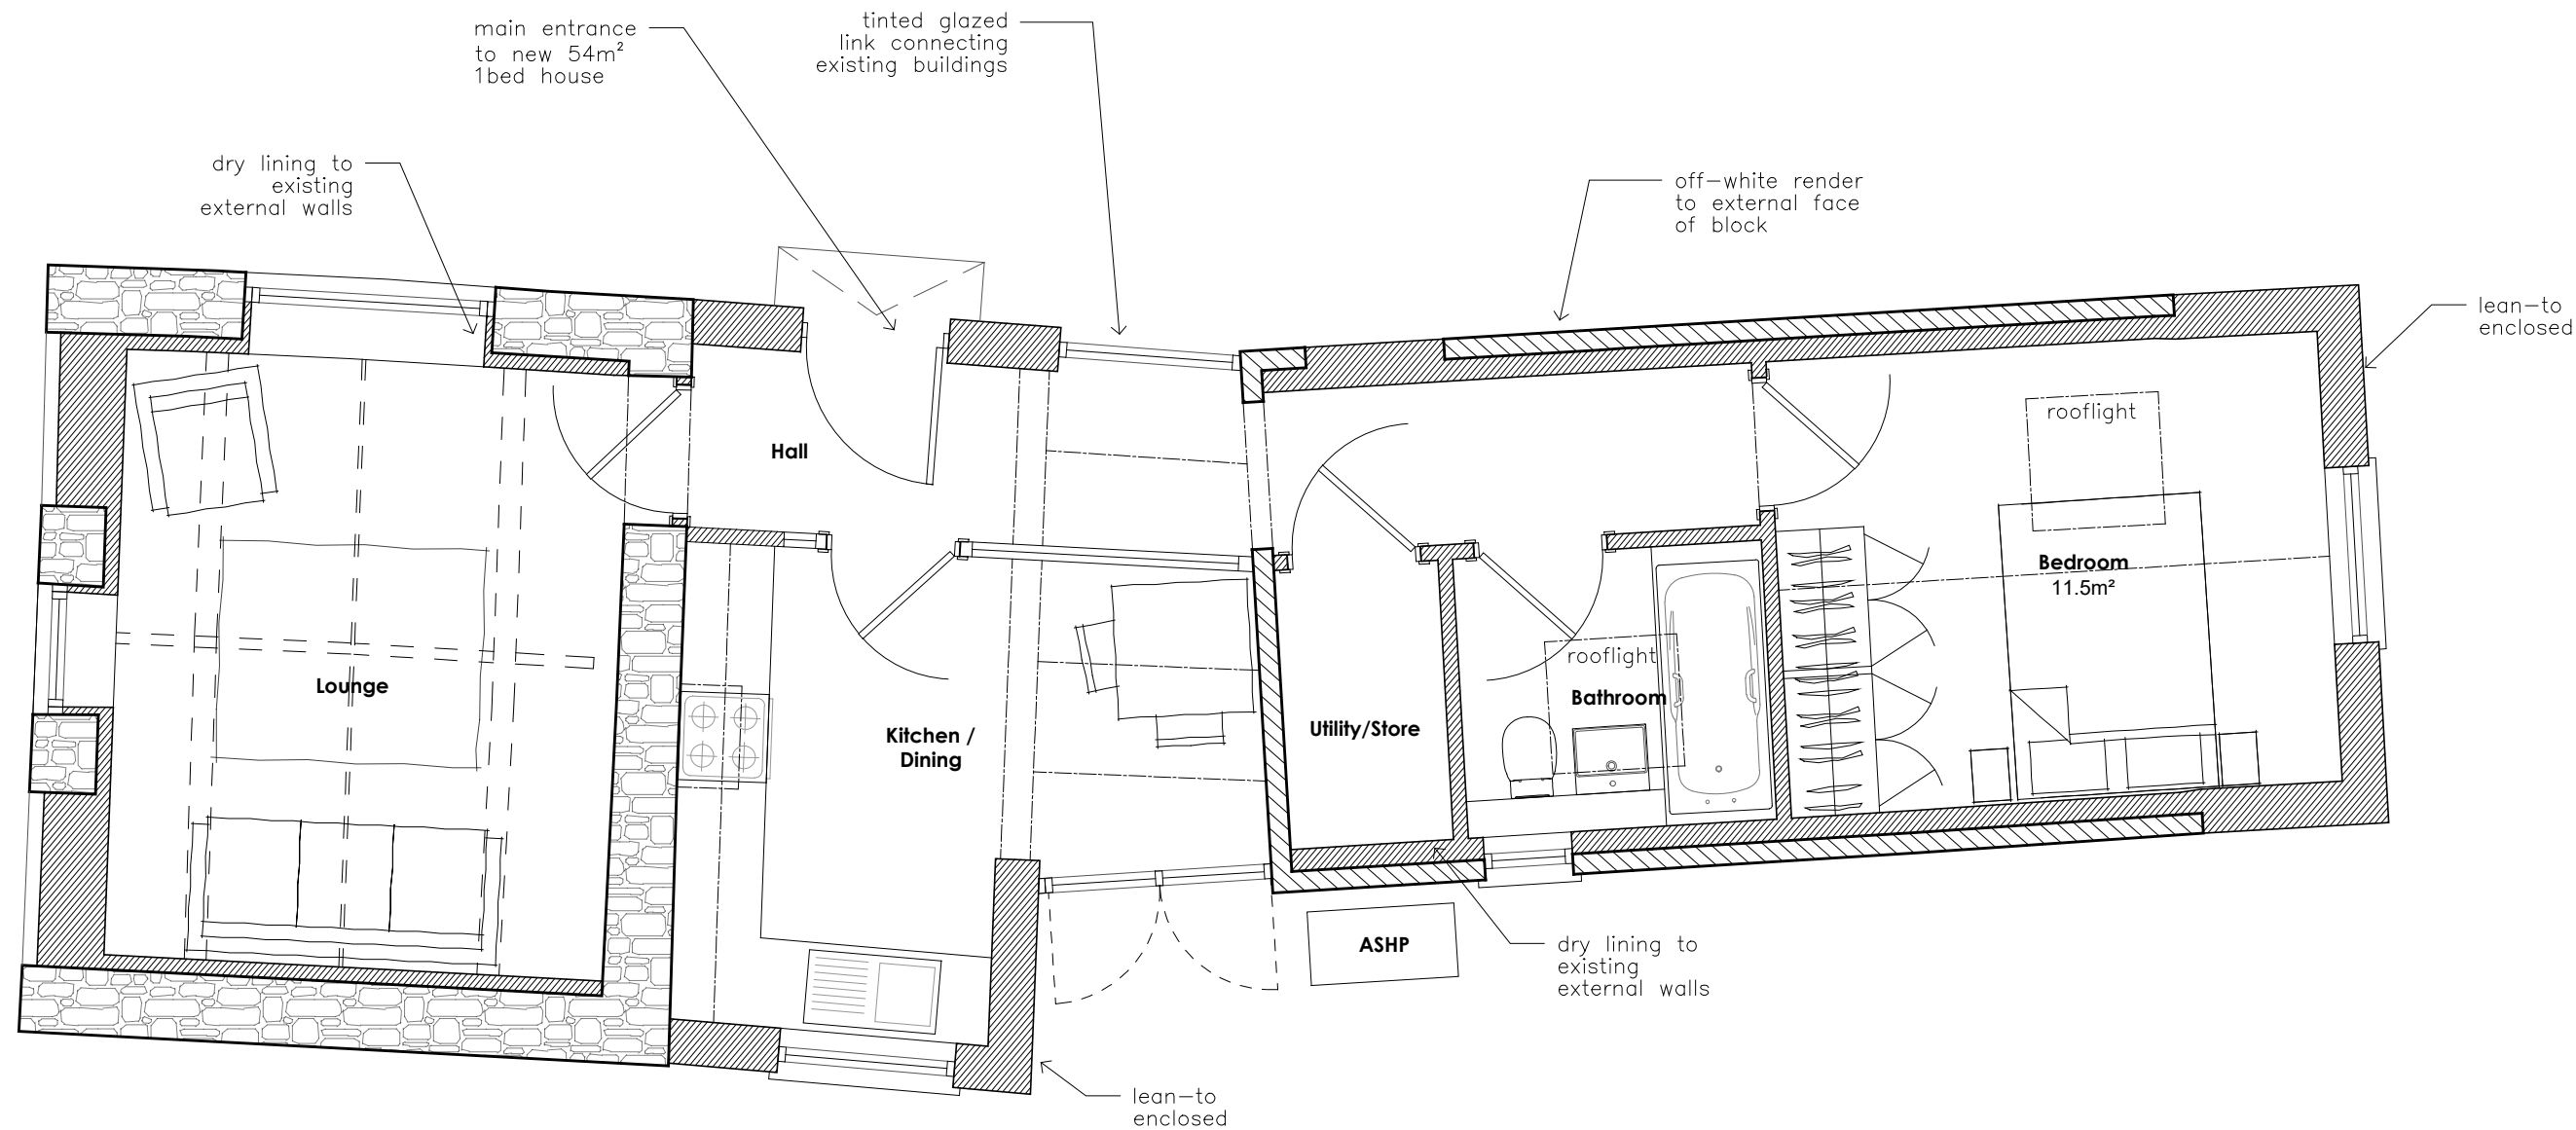 main entrance
to new 54m²
1bed house
tinted glazed
link connecting
existing buildings
dry lining to
existing
external walls
off-white render
to external face
of block
lean-to
enclosed
rooflight
Hall
Bedroom
11.5m²
rooflight
Lounge
Bathroom
Utility/Store
Kitchen /
Dining
ASHP
dry lining to
existing
external walls
lean-to
enclosed